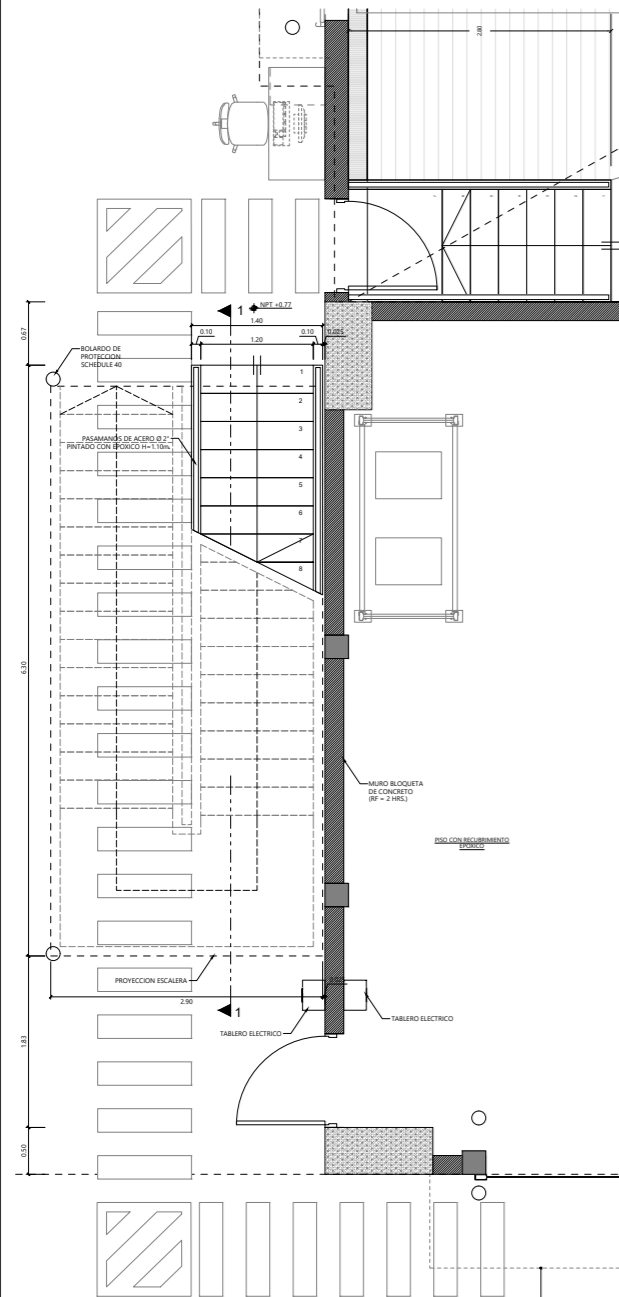 2.80
1
NPT +0.77
1.40
0.10
0.10
0.025
1.20
0.67
BOLARDO DE
PROTECCION
SCHEDULE 40
1
2
3
4
5
6
7
8
PASAMANOS DE ACERO Ø 2"
PINTADO CON EPOXICO H=1.10m.
6.30
MURO BLOQUETA
DE CONCRETO
(RF = 2 HRS.)
PISO CON RECUBRIMIENTO
EPOXICO
PROYECCION ESCALERA
2.90
1
TABLERO ELECTRICO
TABLERO ELECTRICO
1.83
0.50